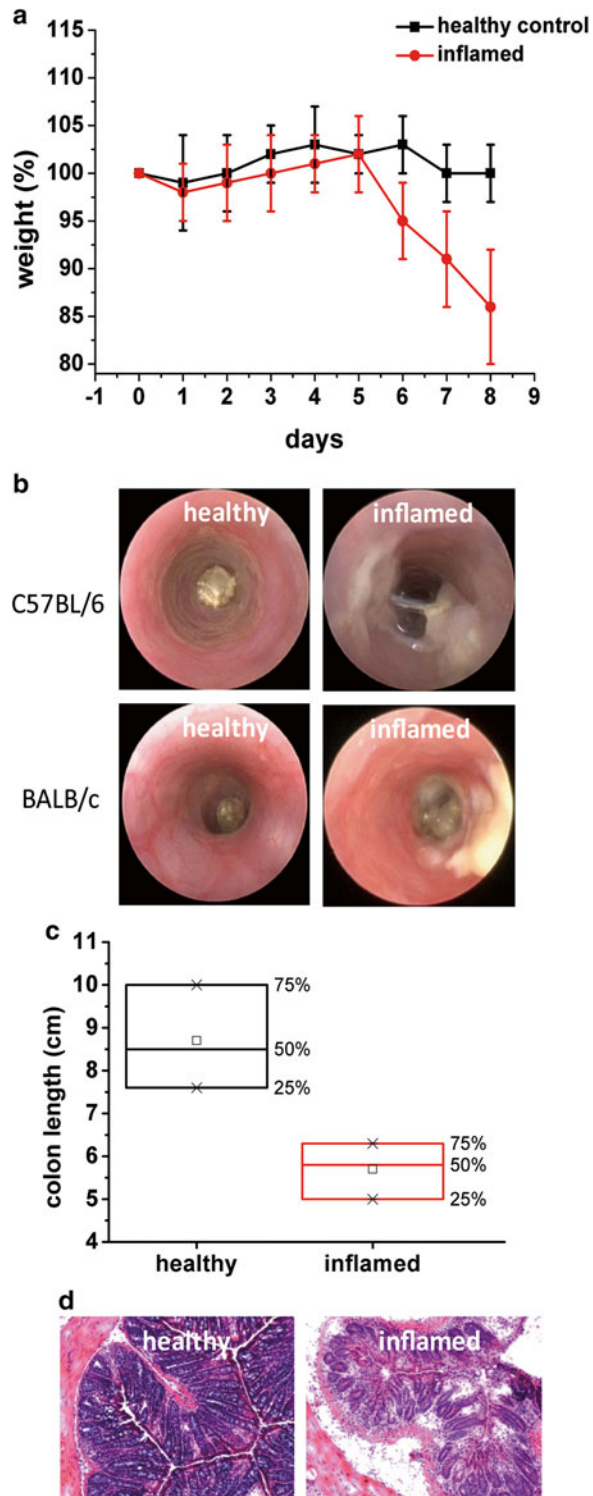 a
healthy control
inflamed
115
110
105
100
95
90
85
80
weight (%)
-1 0 1 2 3 4 5 6 7 8 9
days
b
healthy inflamed
C57BL/6
healthy inflamed
BALB/c
c
11
10
9
8
7
6
5
4
colon length (cm)
75%
50%
25%
75%
50%
25%
healthy inflamed
d
healthy inflamed